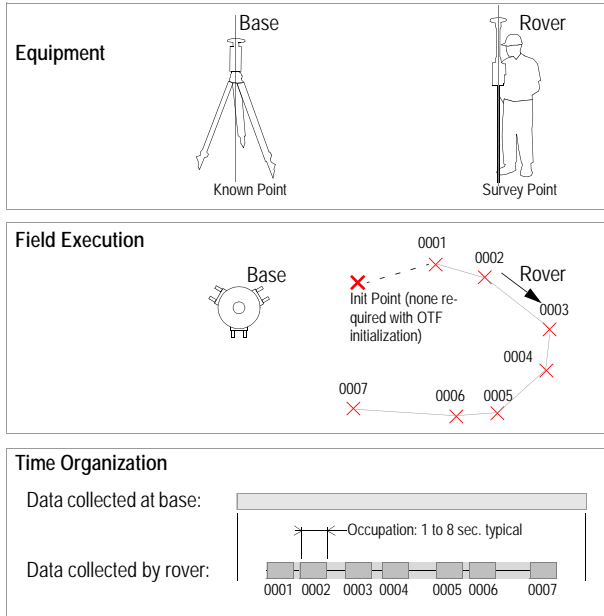 Equipment
Base
Rover
Known Point
Survey Point
Field Execution
Base
0001
0002
Rover
Init Point (none re-
quired with OTF
initialization)
0003
0004
0007
0006
0005
Time Organization
Data collected at base:
Occupation: 1 to 8 sec. typical
Data collected by rover:
0001 0002 0003 0004 0005 0006 0007